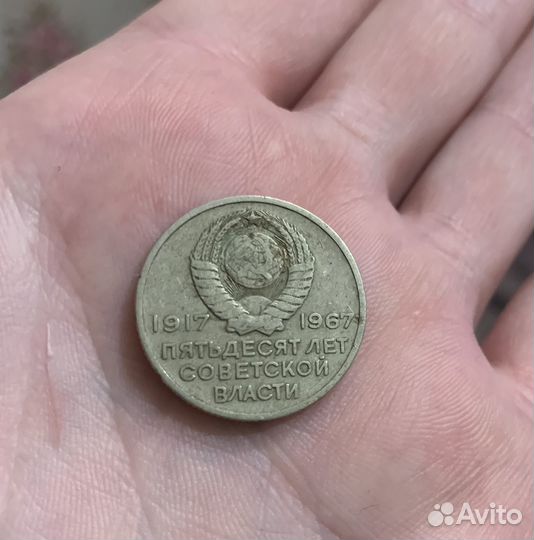 1917 1967
ПЯТЬДЕСЯТ ЛЕТ
СОВЕТСКОЙ
ВЛАСТИ
Avito